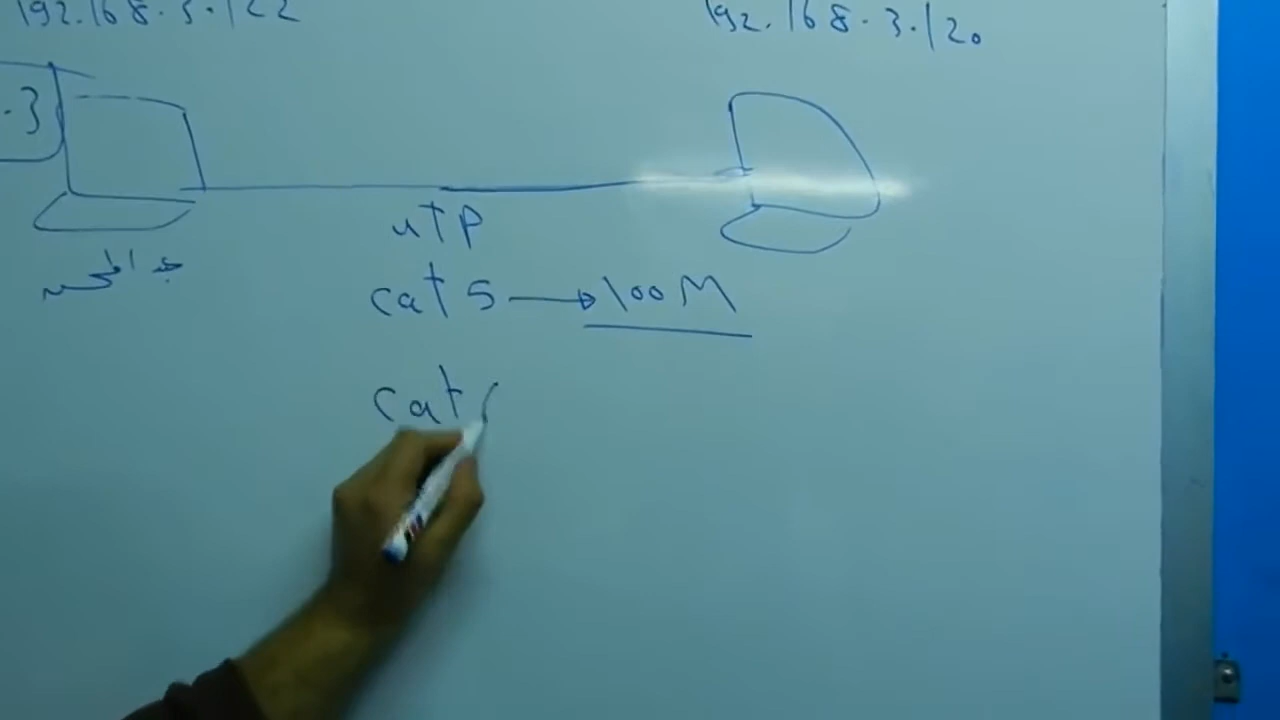 192.168.3.122
192.168.3.120
.3
UTP
cat 5 → 100M
cat